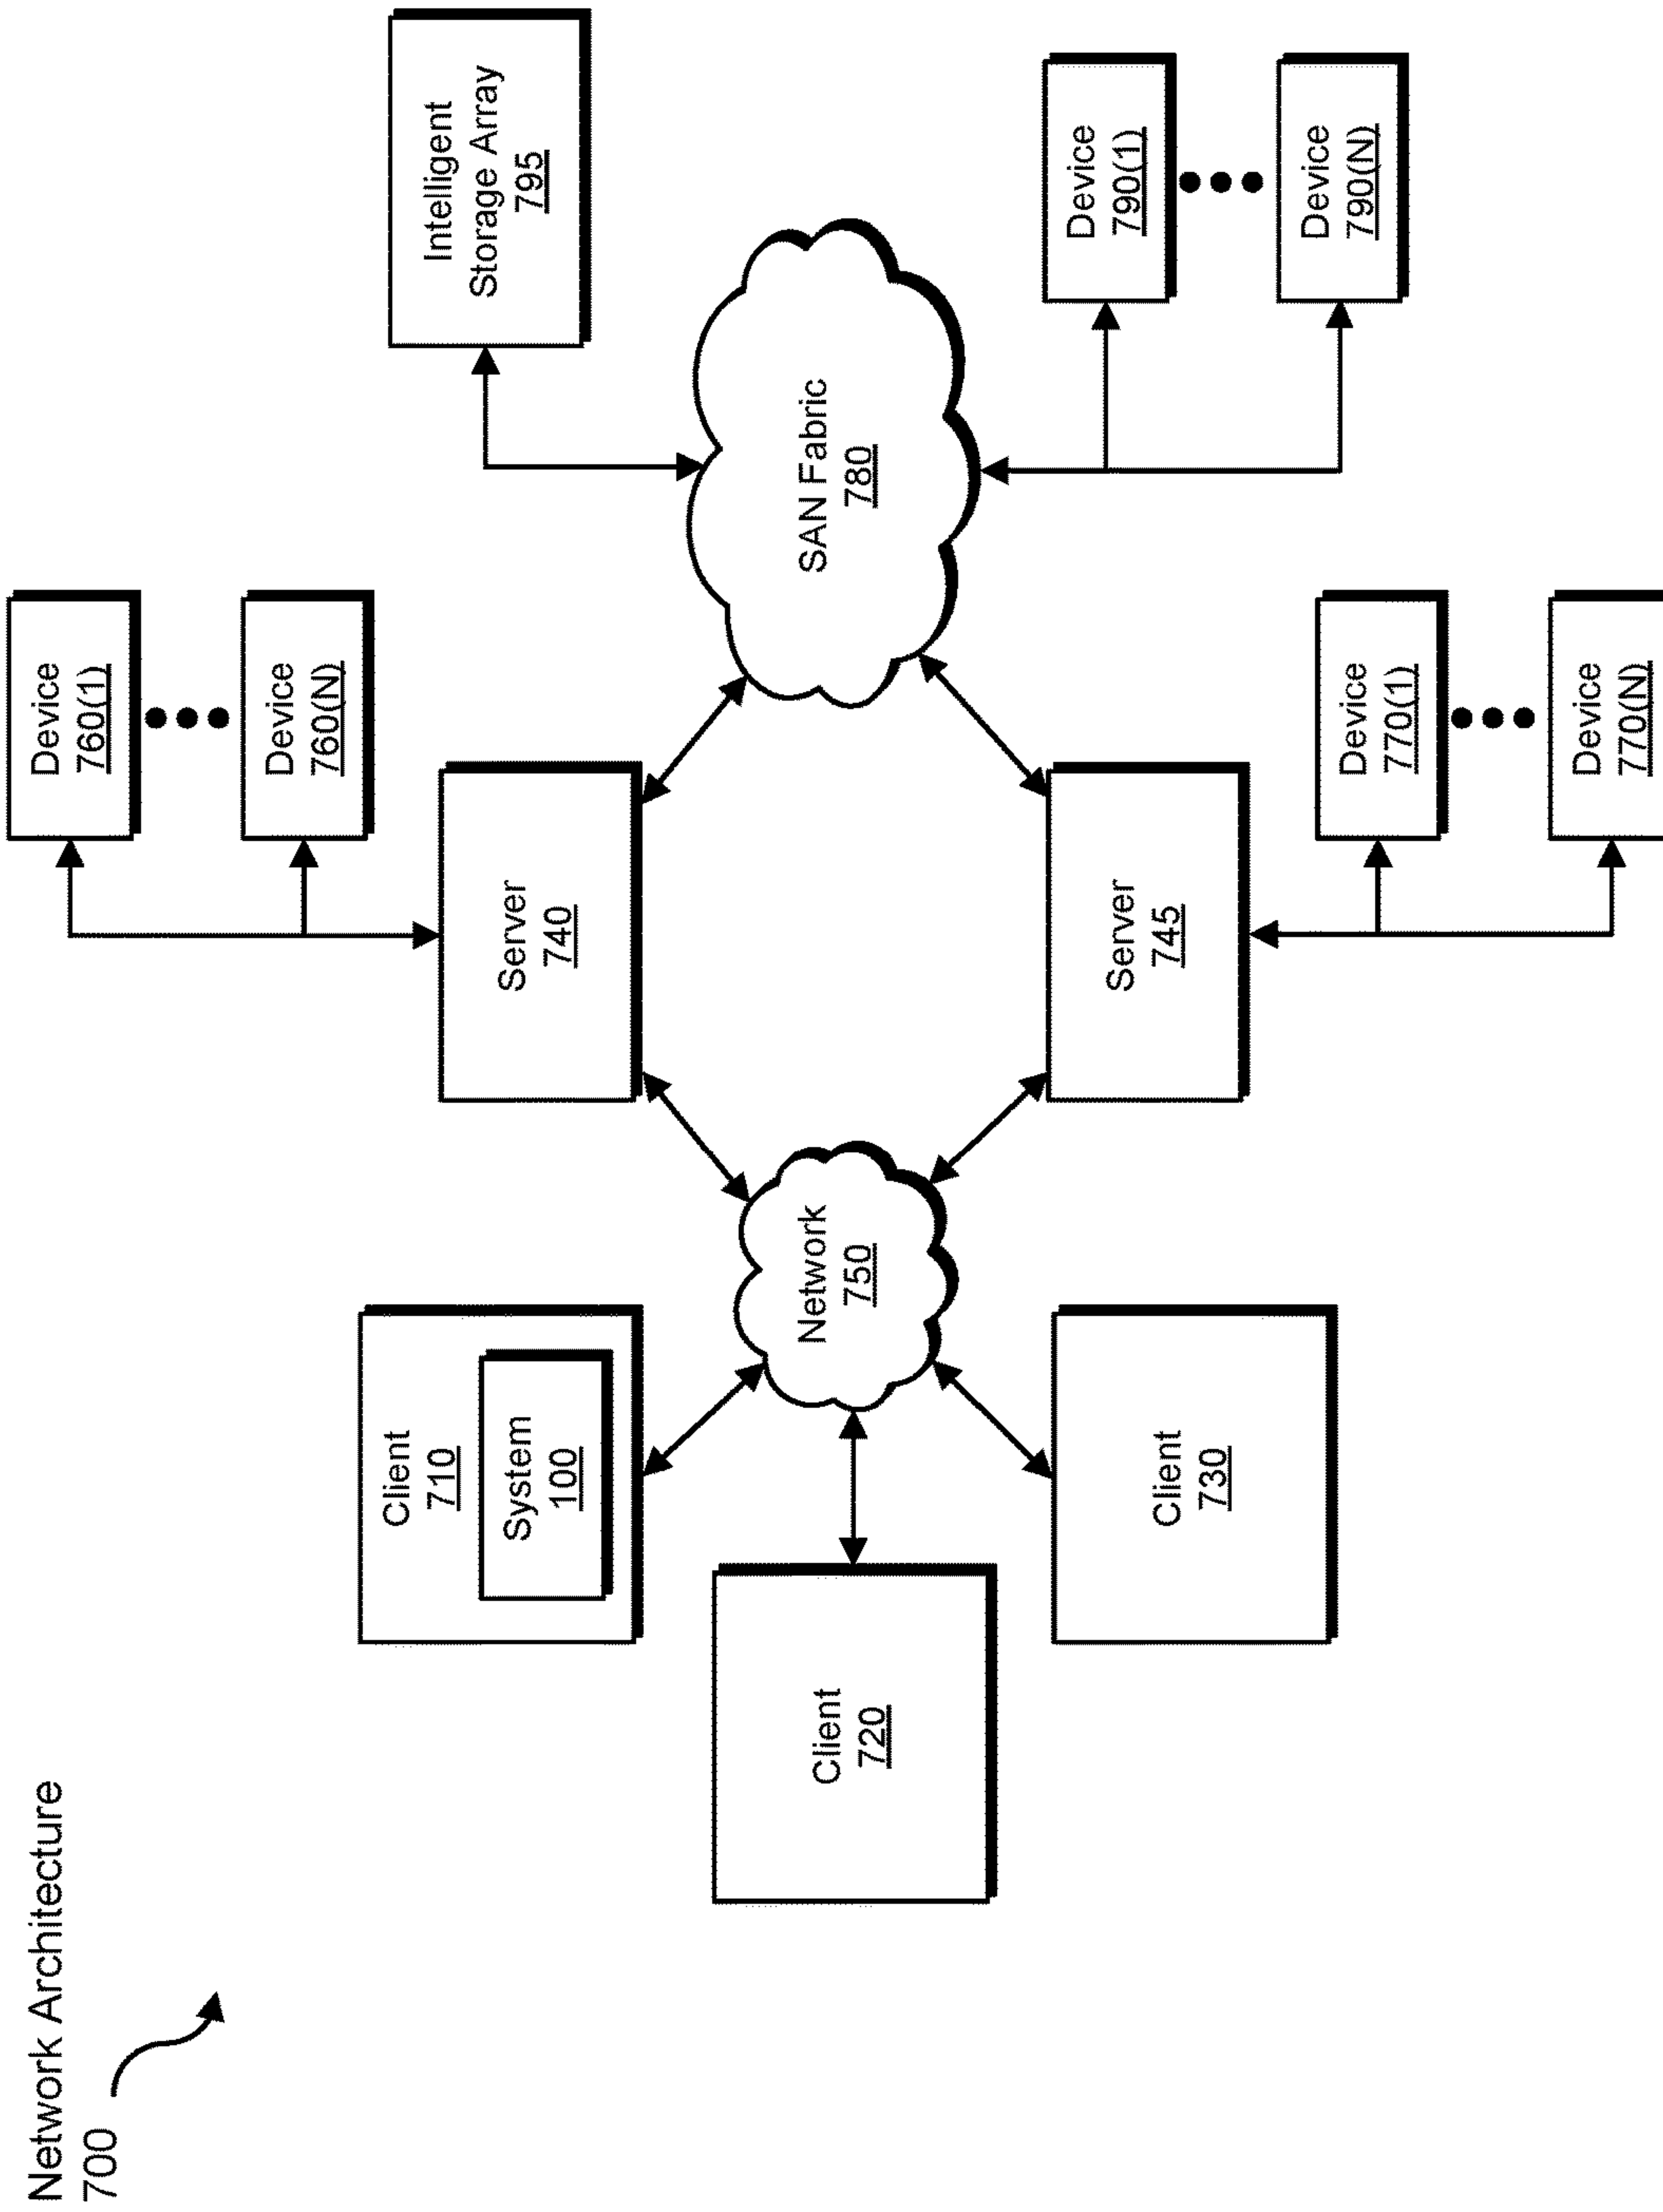 Network Architecture
700
Device
760(1)
Device
760(N)
Intelligent
Storage Array
795
Client
710
System
100
Server
740
Client
720
Network
750
SAN Fabric
780
Device
790(1)
Device
790(N)
Client
730
Server
745
Device
770(1)
Device
770(N)